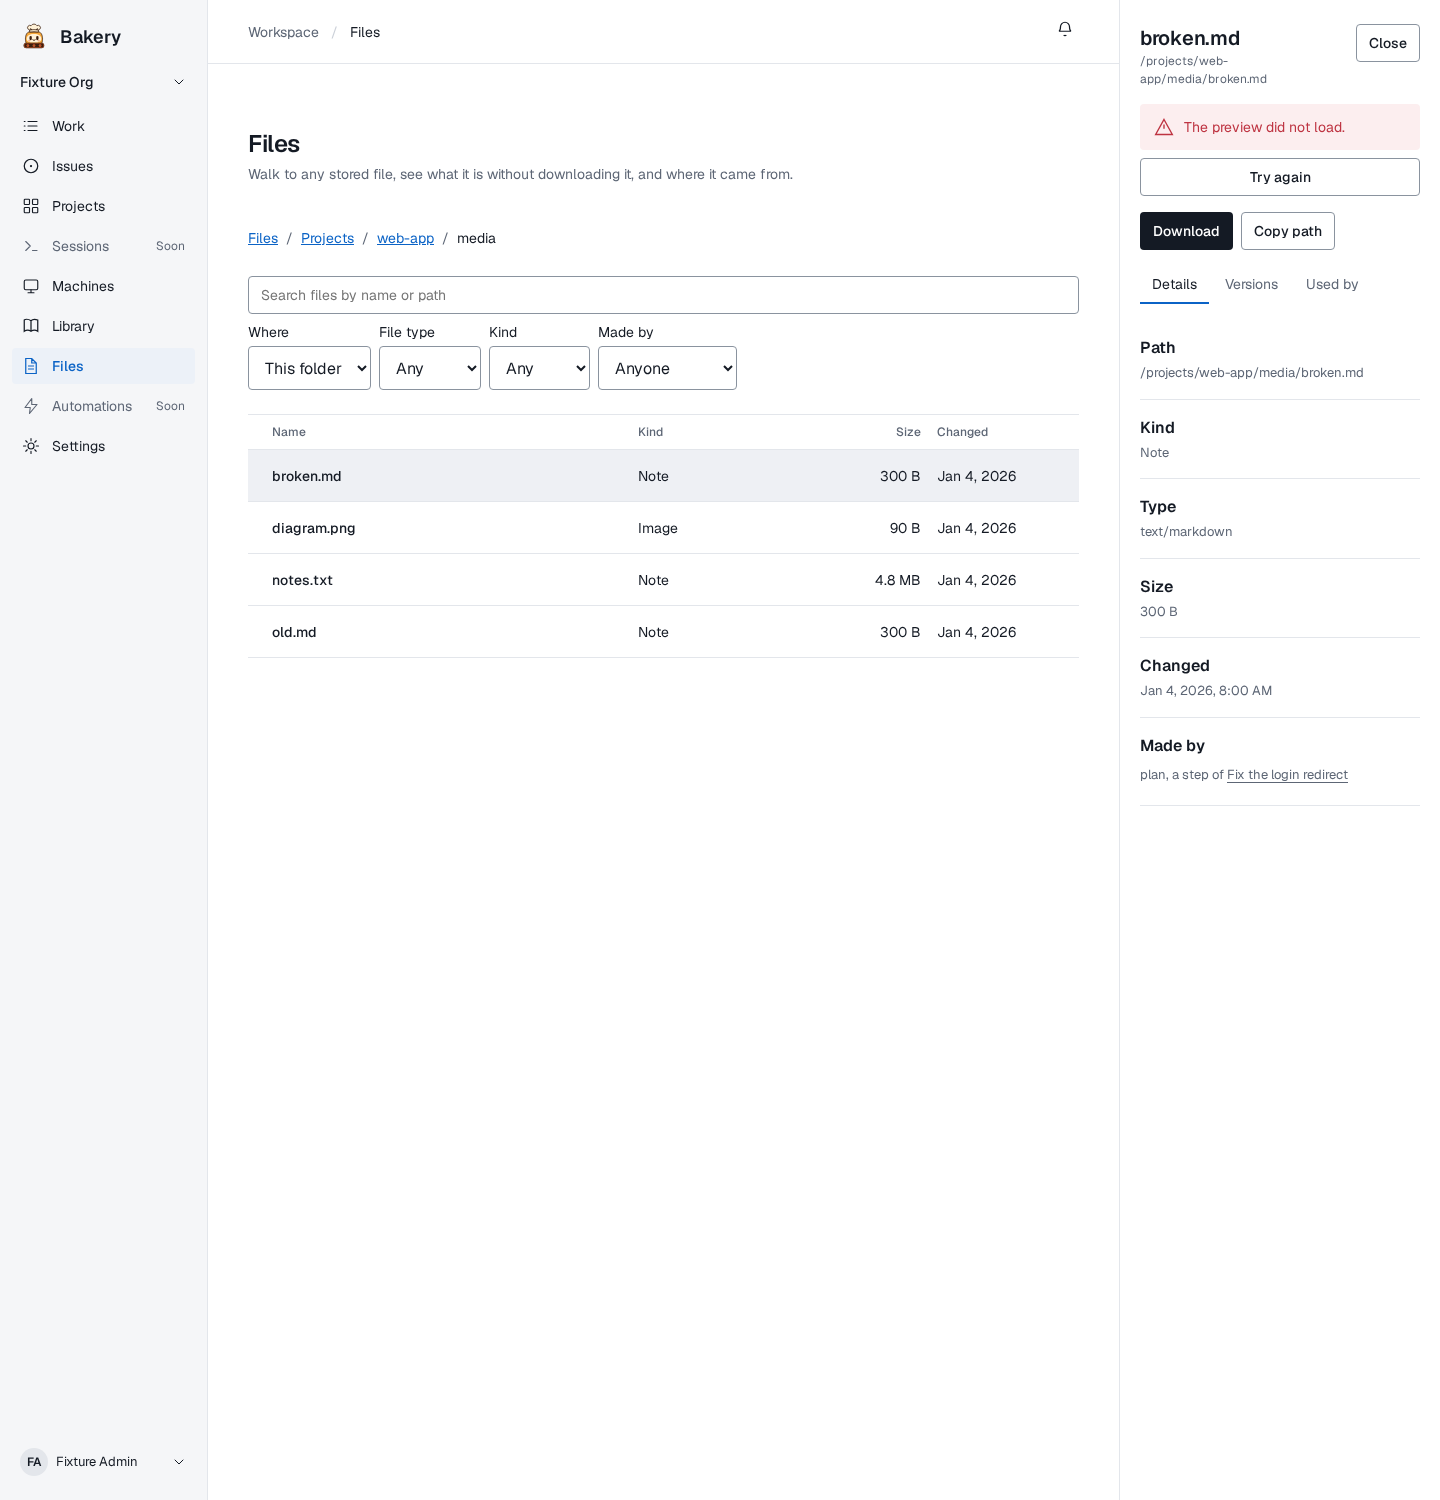 Bakery
Fixture Org
Work
Issues
Projects
Sessions Soon
Machines
Library
Files
Automations Soon
Settings
FA Fixture Admin
Workspace / Files
Files
Walk to any stored file, see what it is without downloading it, and where it came from.
Files / Projects / web-app / media
Search files by name or path
Where File type Kind Made by
This folder Any Any Anyone
Name Kind Size Changed
broken.md Note 300 B Jan 4, 2026
diagram.png Image 90 B Jan 4, 2026
notes.txt Note 4.8 MB Jan 4, 2026
old.md Note 300 B Jan 4, 2026
broken.md
Close
/projects/web-
app/media/broken.md
The preview did not load.
Try again
Download Copy path
Details Versions Used by
Path
/projects/web-app/media/broken.md
Kind
Note
Type
text/markdown
Size
300 B
Changed
Jan 4, 2026, 8:00 AM
Made by
plan, a step of Fix the login redirect